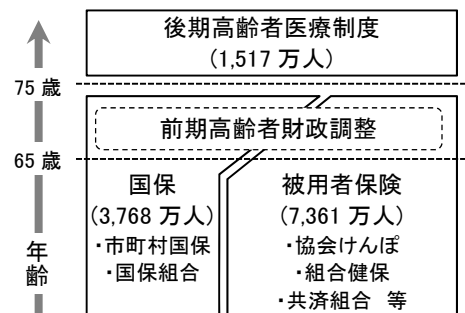 後期高齢者医療制度
(1,517 万人)
75 歳
前期高齢者財政調整
65 歳
国保
(3,768 万人)
・市町村国保
・国保組合
被用者保険
(7,361 万人)
・協会けんぽ
・組合健保
・共済組合 等
年齢